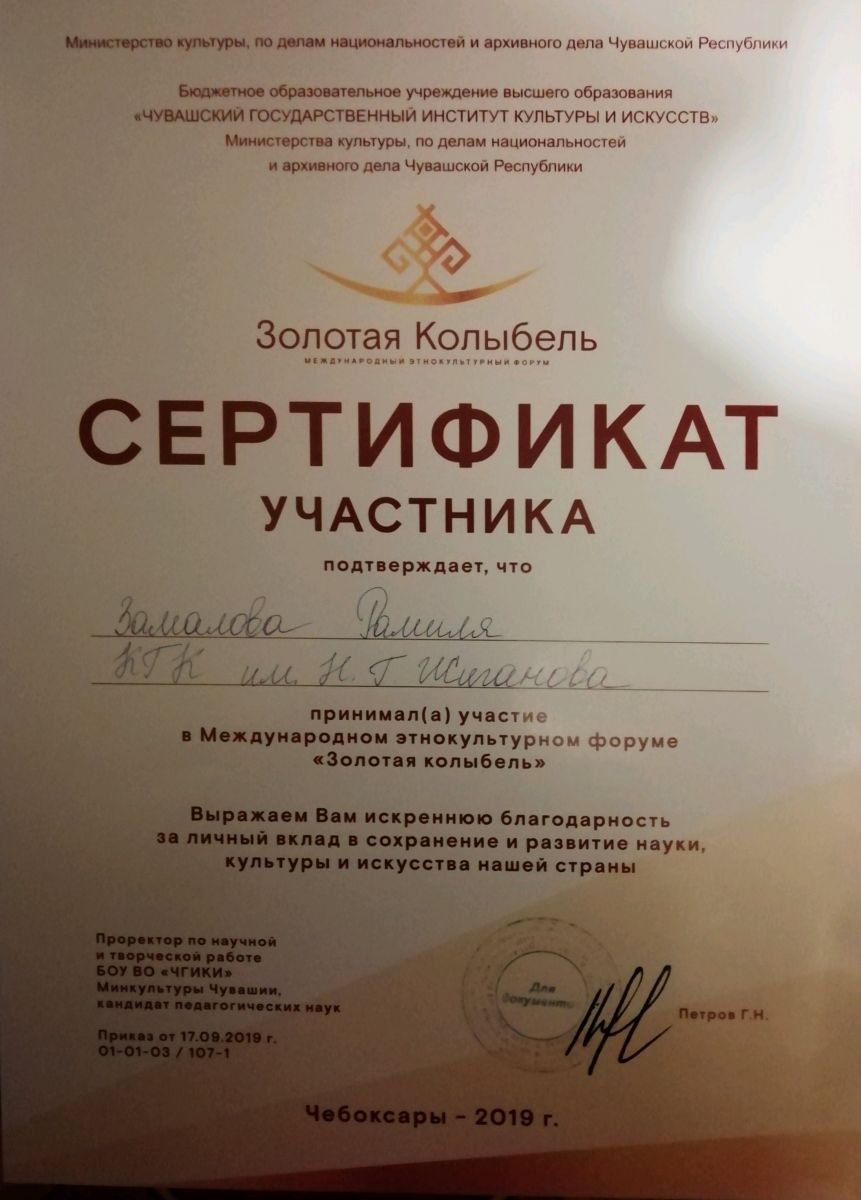 Министерство культуры, по делам национальностей и архивного дела Чувашской Республики
Бюджетное образовательное учреждение высшего образования
«ЧУВАШСКИЙ ГОСУДАРСТВЕННЫЙ ИНСТИТУТ КУЛЬТУРЫ И ИСКУССТВ»
Министерства культуры, по делам национальностей
и архивного дела Чувашской Республики
Золотая Колыбель
МЕЖДУНАРОДНЫЙ ЭТНОКУЛЬТУРНЫЙ ФОРУМ
СЕРТИФИКАТ
УЧАСТНИКА
подтверждает, что
Замалова Рамиля
КГК им. Н. Г. Жиганова
принимал(а) участие
в Международном этнокультурном форуме
«Золотая колыбель»
Выражаем Вам искреннюю благодарность
за личный вклад в сохранение и развитие науки,
культуры и искусства нашей страны
Проректор по научной
и творческой работе
БОУ ВО «ЧГИКИ»
Минкультуры Чувашии,
кандидат педагогических наук
Для
документо
Петров Г.Н.
Приказ от 17.09.2019 г.
01-01-03 / 107-1
Чебоксары - 2019 г.